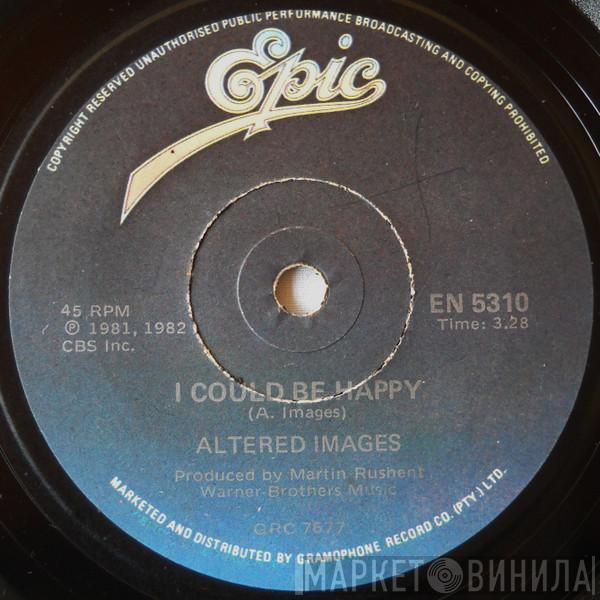 COPYRIGHT RESERVED UNAUTHORISED PUBLIC PERFORMANCE BROADCASTING AND COPYING PROHIBITED
Epic
45 RPM
℗ 1981, 1982
CBS Inc.
EN 5310
Time: 3.28
I COULD BE HAPPY
(A. Images)
ALTERED IMAGES
Produced by Martin Rushent
Warner Brothers Music
GRC 7677
MARKETED AND DISTRIBUTED BY GRAMOPHONE RECORD CO. (PTY.) LTD.
МАРКЕТ ВИНИЛА